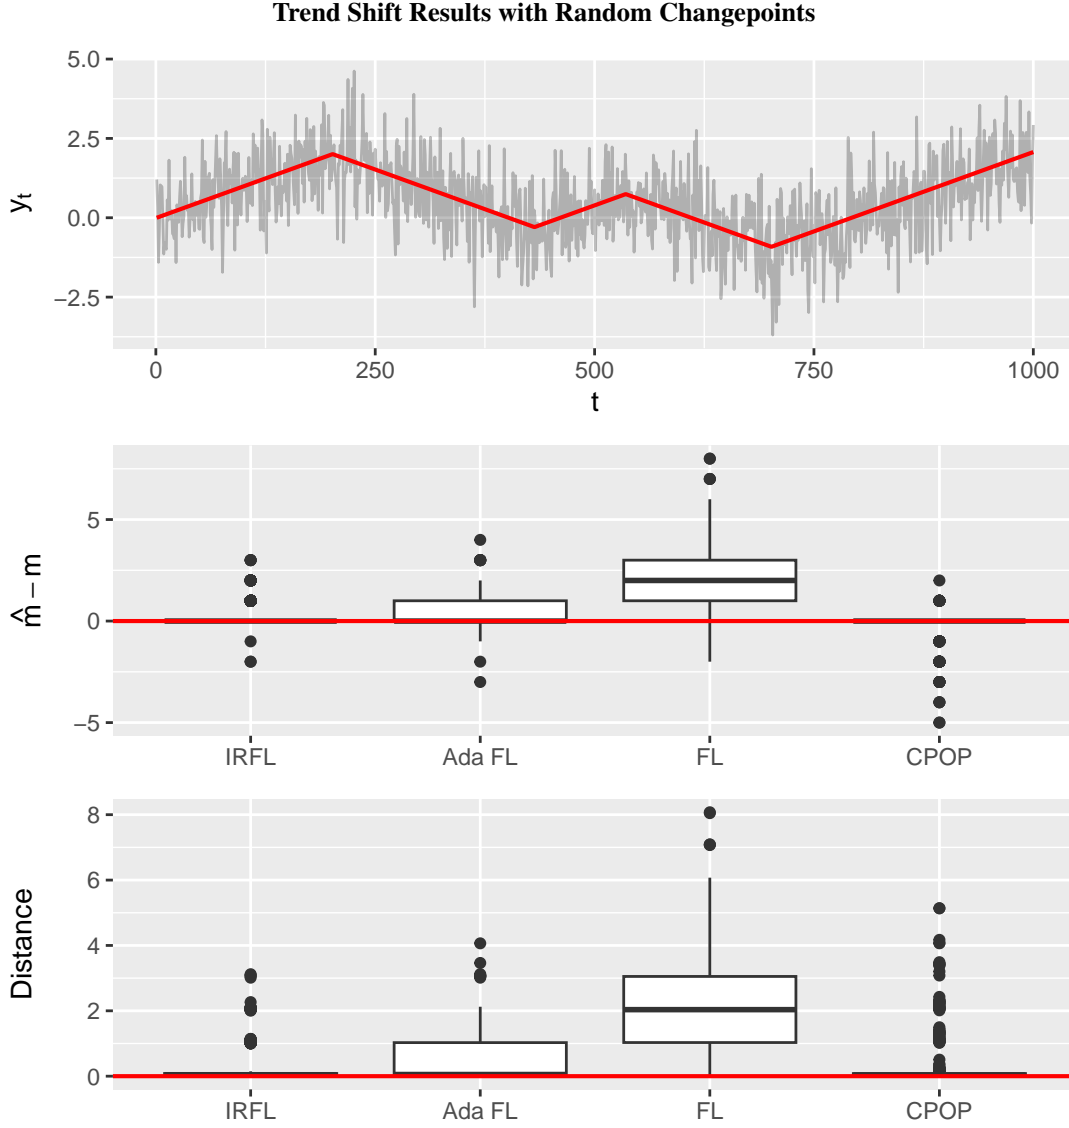 Trend Shift Results with Random Changepoints
5.0
2.5
0.0
−2.5
yt
0 250 500 750 1000
t
5
0
−5
m̂ − m
IRFL Ada FL FL CPOP
8
6
4
2
0
Distance
IRFL Ada FL FL CPOP